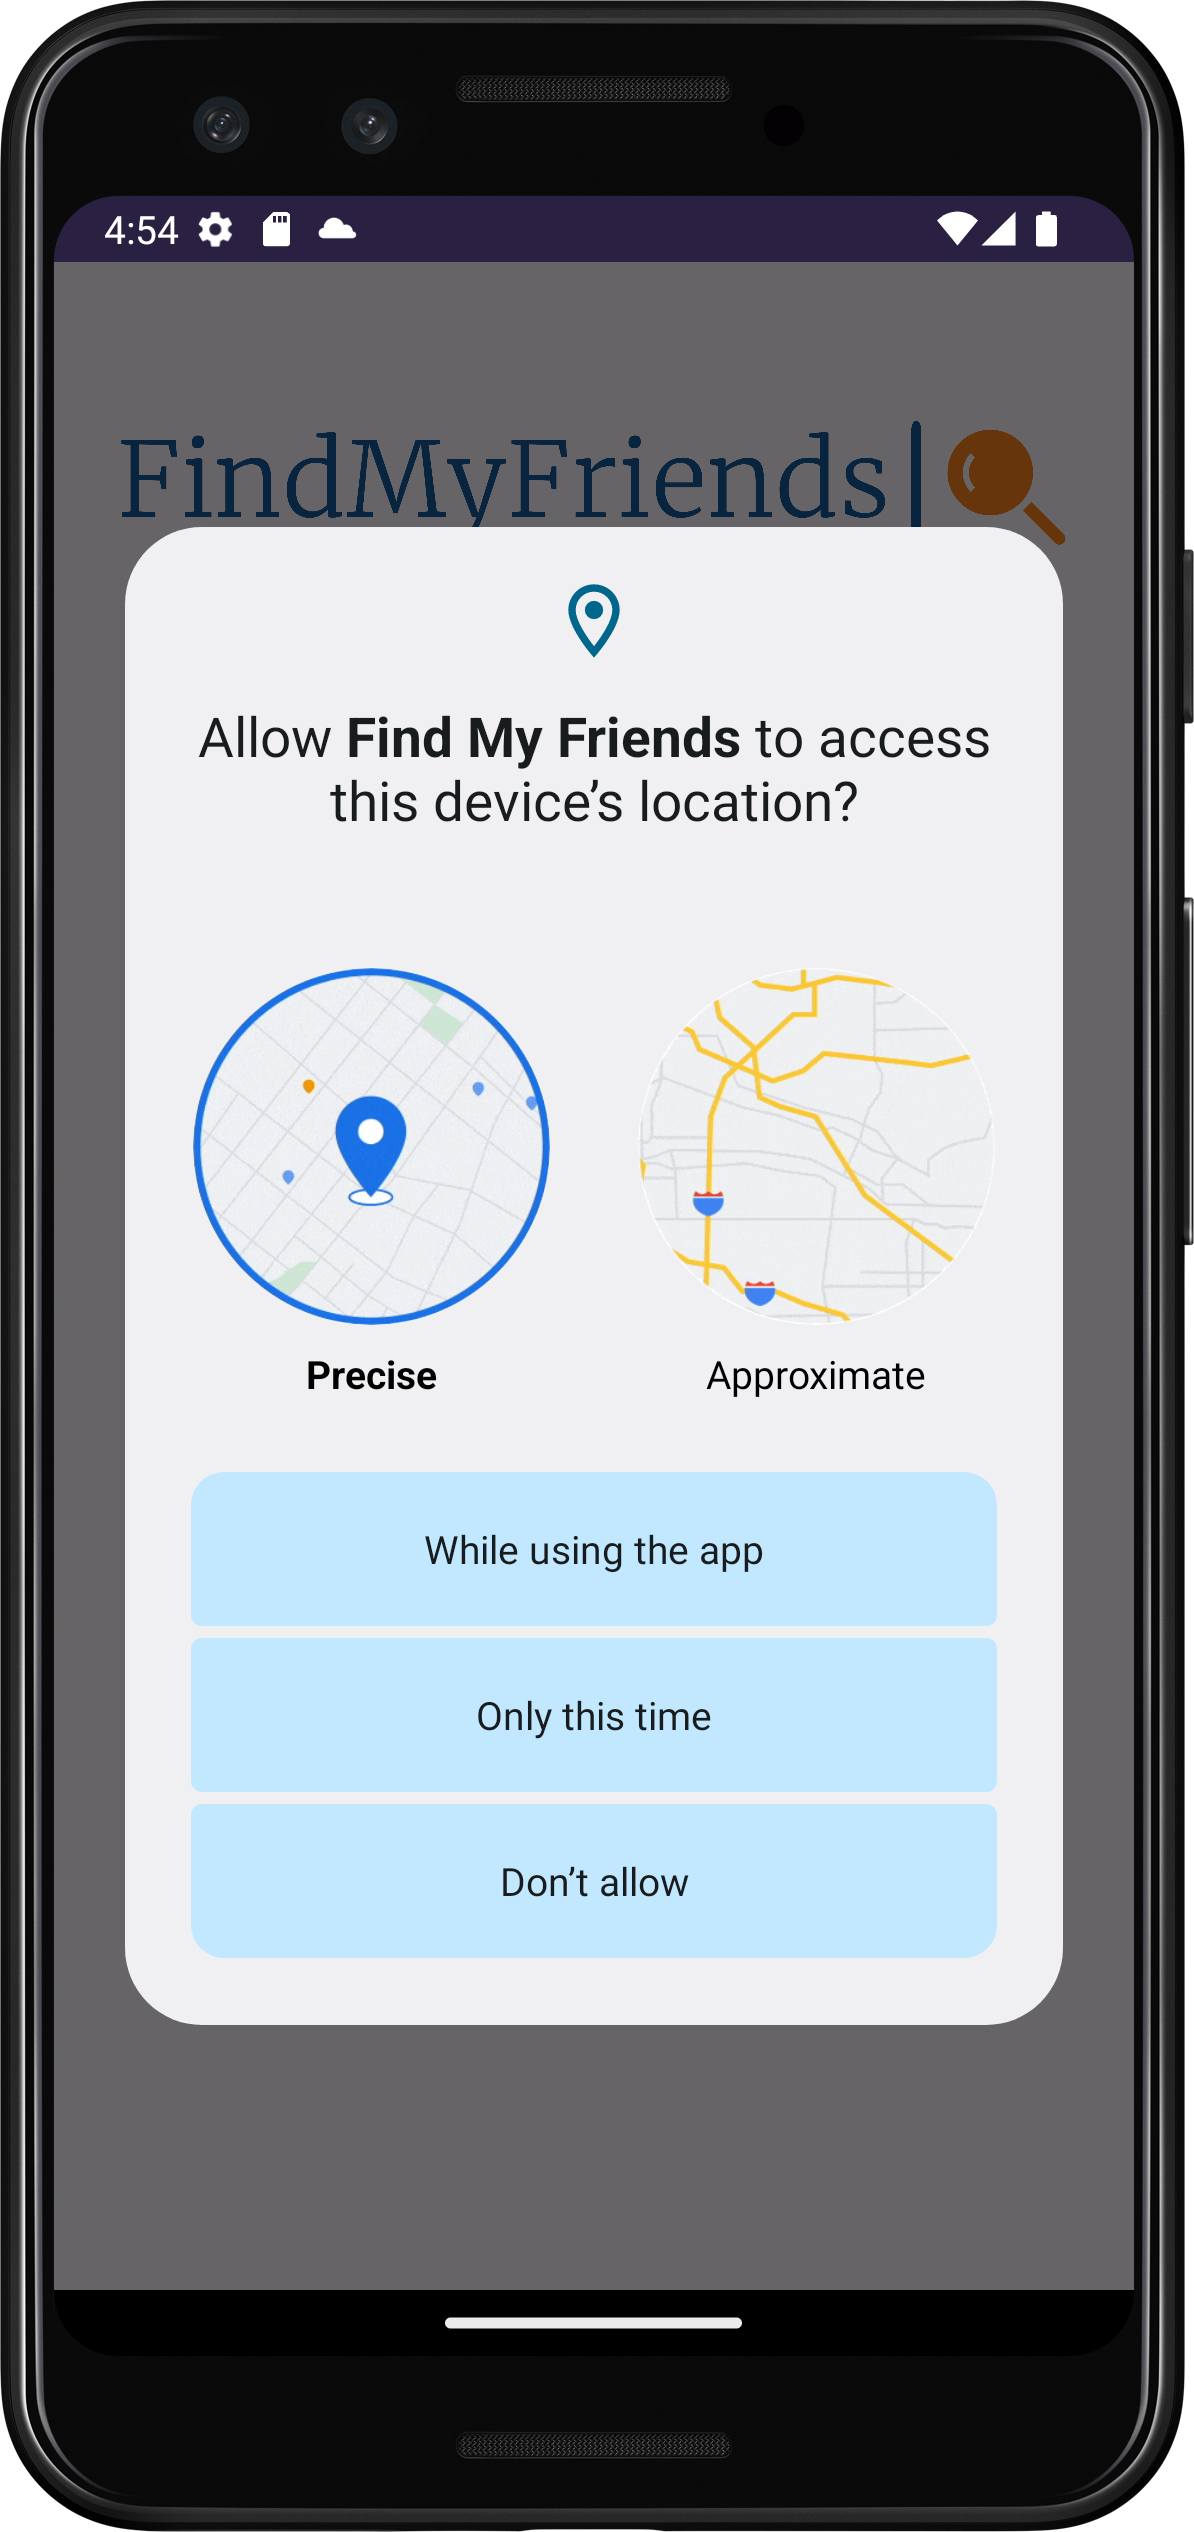 4:54
FindMyFriends
Allow Find My Friends to access
this device’s location?
Precise
Approximate
While using the app
Only this time
Don’t allow